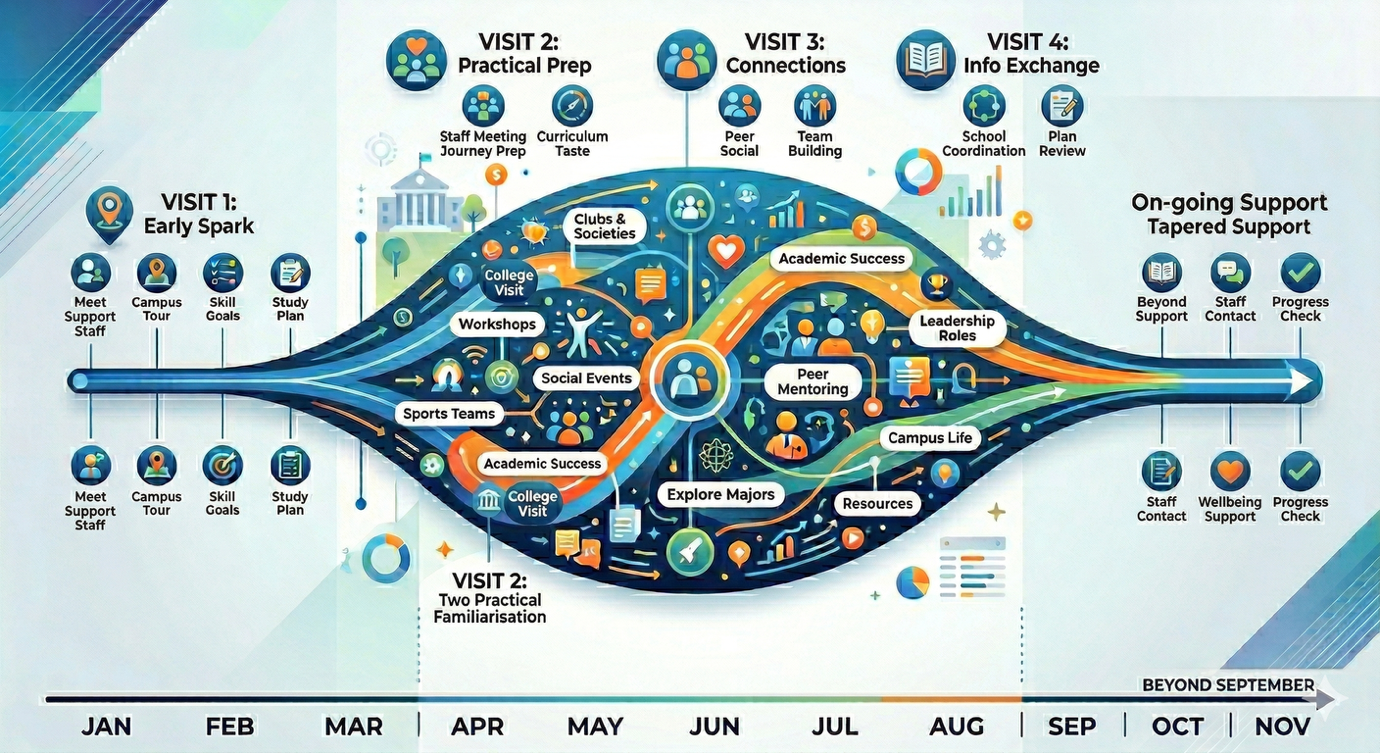 VISIT 2:
Practical Prep
Staff Meeting
Journey Prep
Curriculum
Taste
VISIT 3:
Connections
Peer
Social
Team
Building
VISIT 4:
Info Exchange
School
Coordination
Plan
Review
VISIT 1:
Early Spark
Meet
Support
Staff
Campus
Tour
Skill
Goals
Study
Plan
On-going Support
Tapered Support
Beyond
Support
Staff
Contact
Progress
Check
Clubs &
Societies
College
Visit
Workshops
Social Events
Sports Teams
Academic Success
College
Visit
Academic Success
Leadership
Roles
Peer
Mentoring
Campus Life
Explore Majors
Resources
Meet
Support
Staff
Campus
Tour
Skill
Goals
Study
Plan
Staff
Contact
Wellbeing
Support
Progress
Check
VISIT 2:
Two Practical
Familiarisation
BEYOND SEPTEMBER
JAN FEB MAR APR MAY JUN JUL AUG SEP OCT NOV